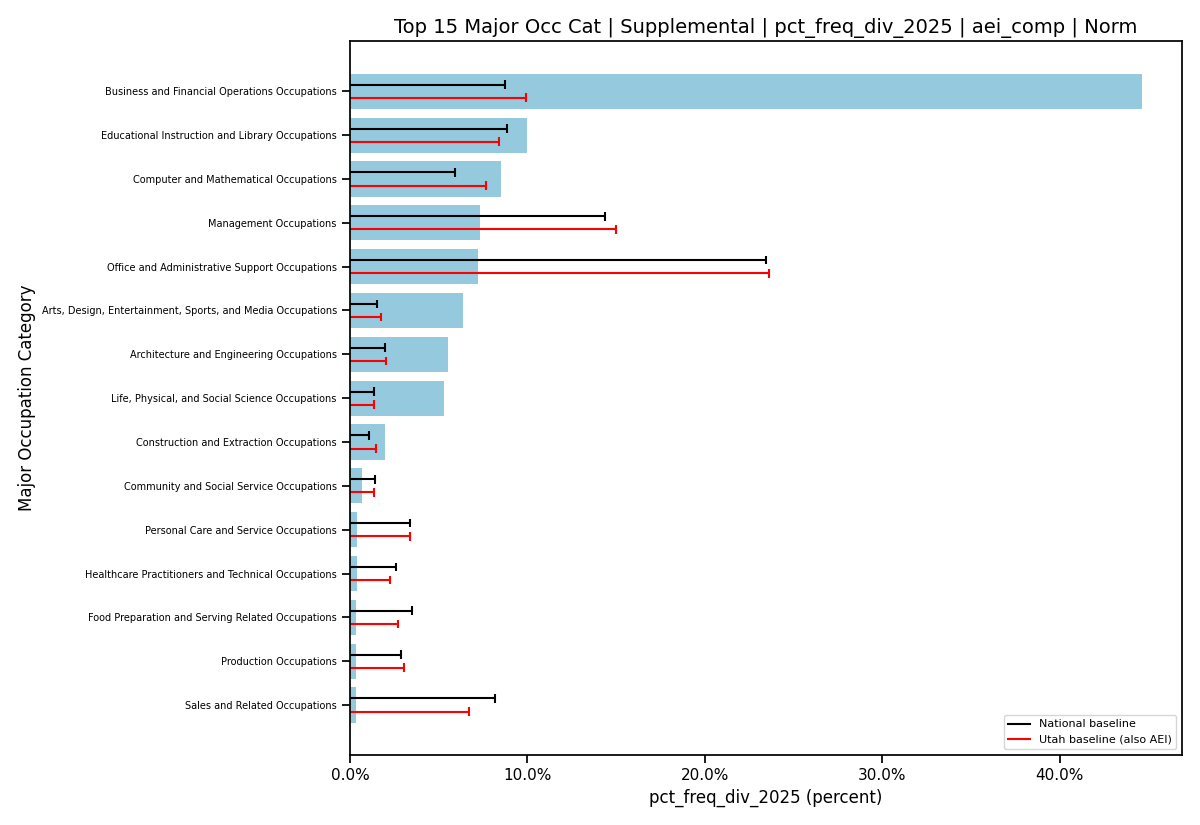 Top 15 Major Occ Cat | Supplemental | pct_freq_div_2025 | aei_comp | Norm
Major Occupation Category
Business and Financial Operations Occupations
Educational Instruction and Library Occupations
Computer and Mathematical Occupations
Management Occupations
Office and Administrative Support Occupations
Arts, Design, Entertainment, Sports, and Media Occupations
Architecture and Engineering Occupations
Life, Physical, and Social Science Occupations
Construction and Extraction Occupations
Community and Social Service Occupations
Personal Care and Service Occupations
Healthcare Practitioners and Technical Occupations
Food Preparation and Serving Related Occupations
Production Occupations
Sales and Related Occupations
National baseline
Utah baseline (also AEI)
0.0% 10.0% 20.0% 30.0% 40.0%
pct_freq_div_2025 (percent)